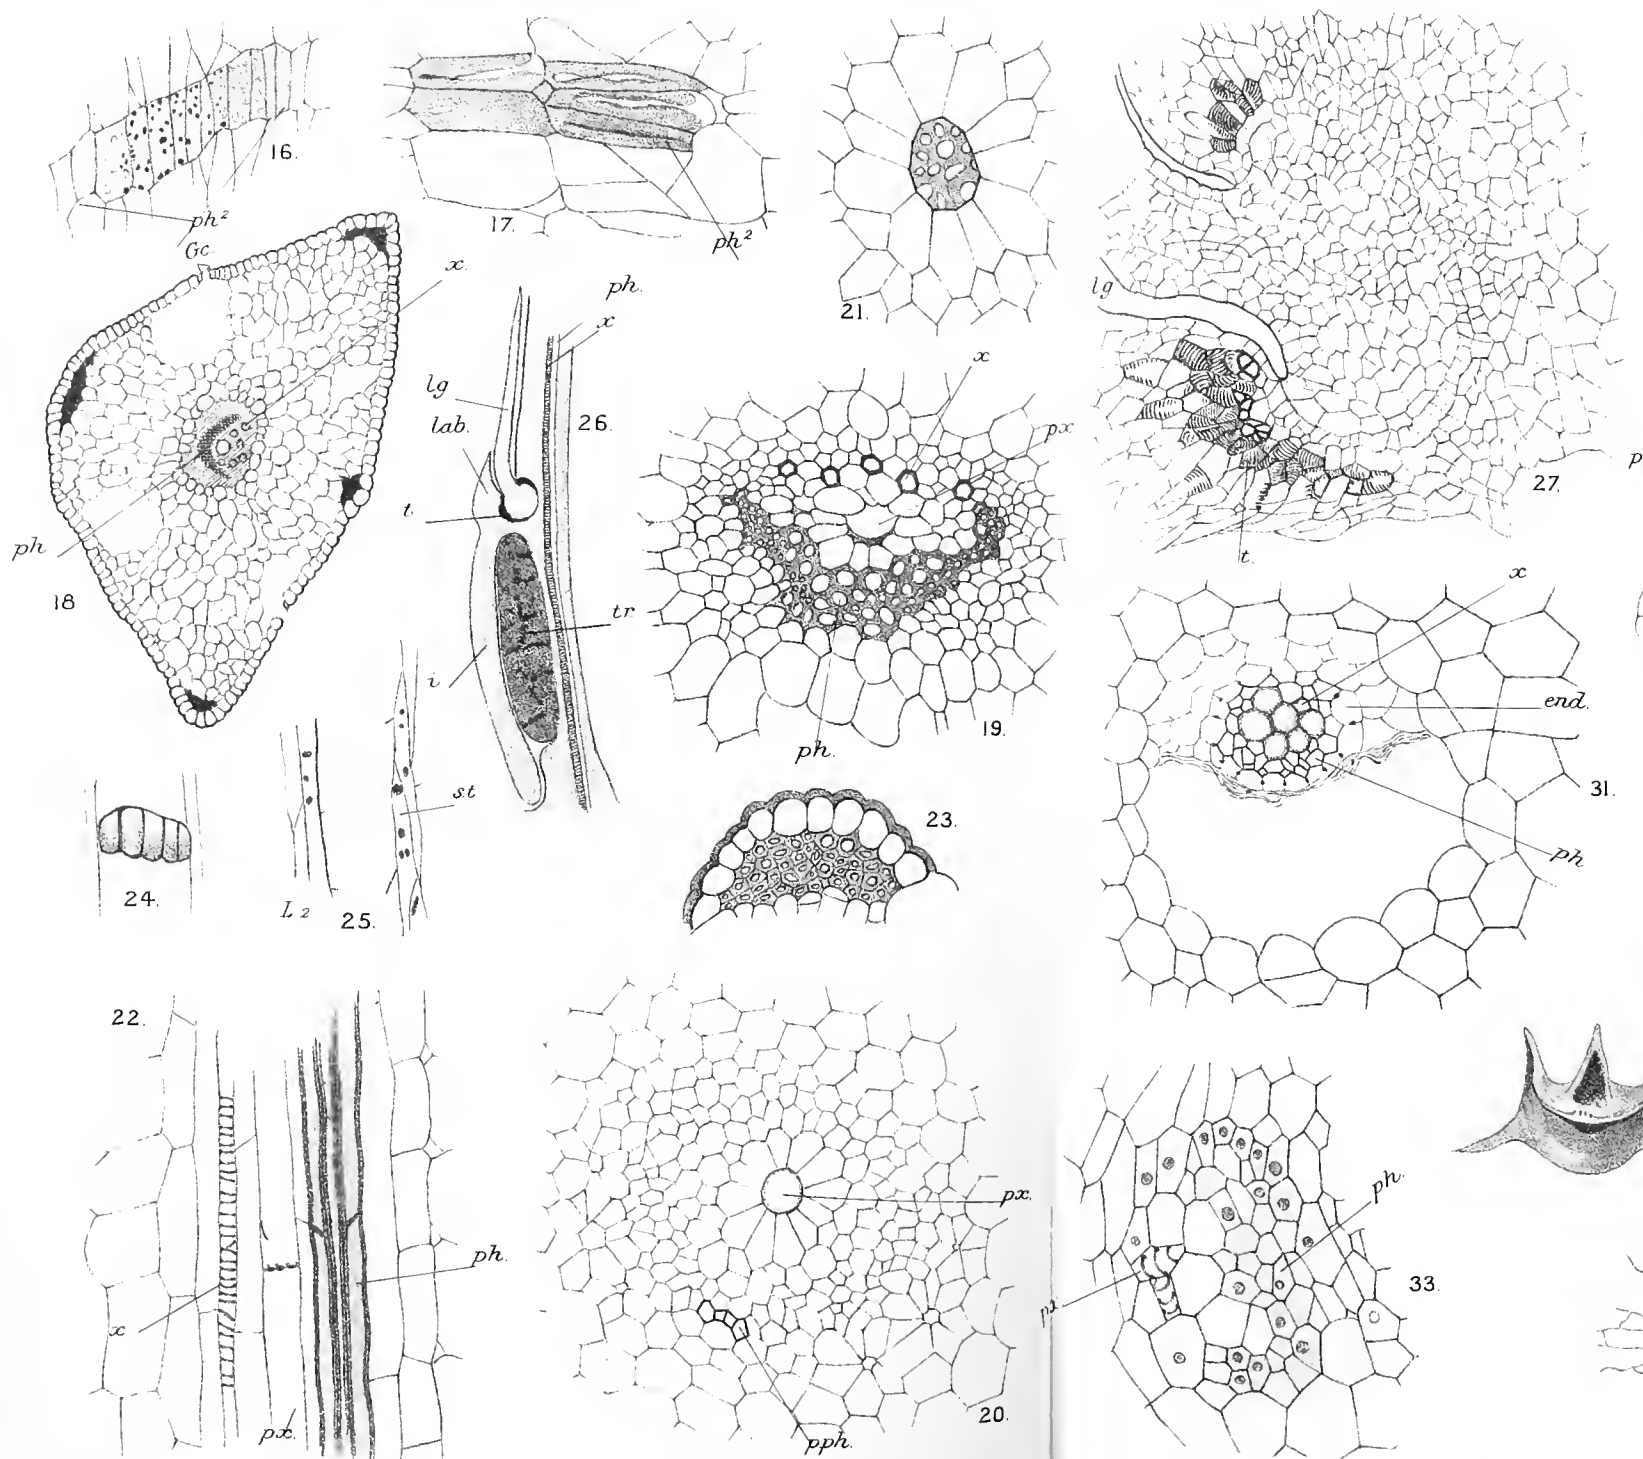 16.
ph²
17.
ph²
21.
Gc.
x.
ph
18
ph.
x
lg
lab.
26.
t.
tr
i
x
px
ph.
19.
lg
27.
t.
p
x
end.
31.
ph
24.
L 2
25.
st
23.
22.
x
ph.
px.
px.
pph.
20.
ph.
px
33.